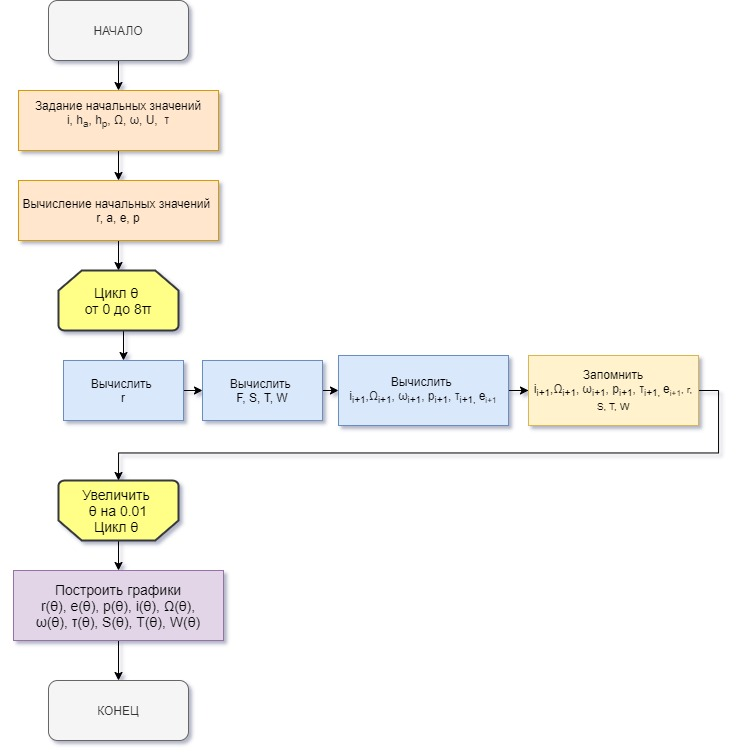 НАЧАЛО
Задание начальных значений
i, hₐ, hₚ, Ω, ω, U, τ
Вычисление начальных значений
r, a, e, p
Цикл θ
от 0 до 8π
Вычислить
r
Вычислить
F, S, T, W
Вычислить
iᵢ₊₁,Ωᵢ₊₁, ωᵢ₊₁, pᵢ₊₁, τᵢ₊₁, eᵢ₊₁
Запомнить
iᵢ₊₁,Ωᵢ₊₁, ωᵢ₊₁, pᵢ₊₁, τᵢ₊₁, eᵢ₊₁, r,
S, T, W
Увеличить
θ на 0.01
Цикл θ
Построить графики
r(θ), e(θ), p(θ), i(θ), Ω(θ),
ω(θ), τ(θ), S(θ), T(θ), W(θ)
КОНЕЦ